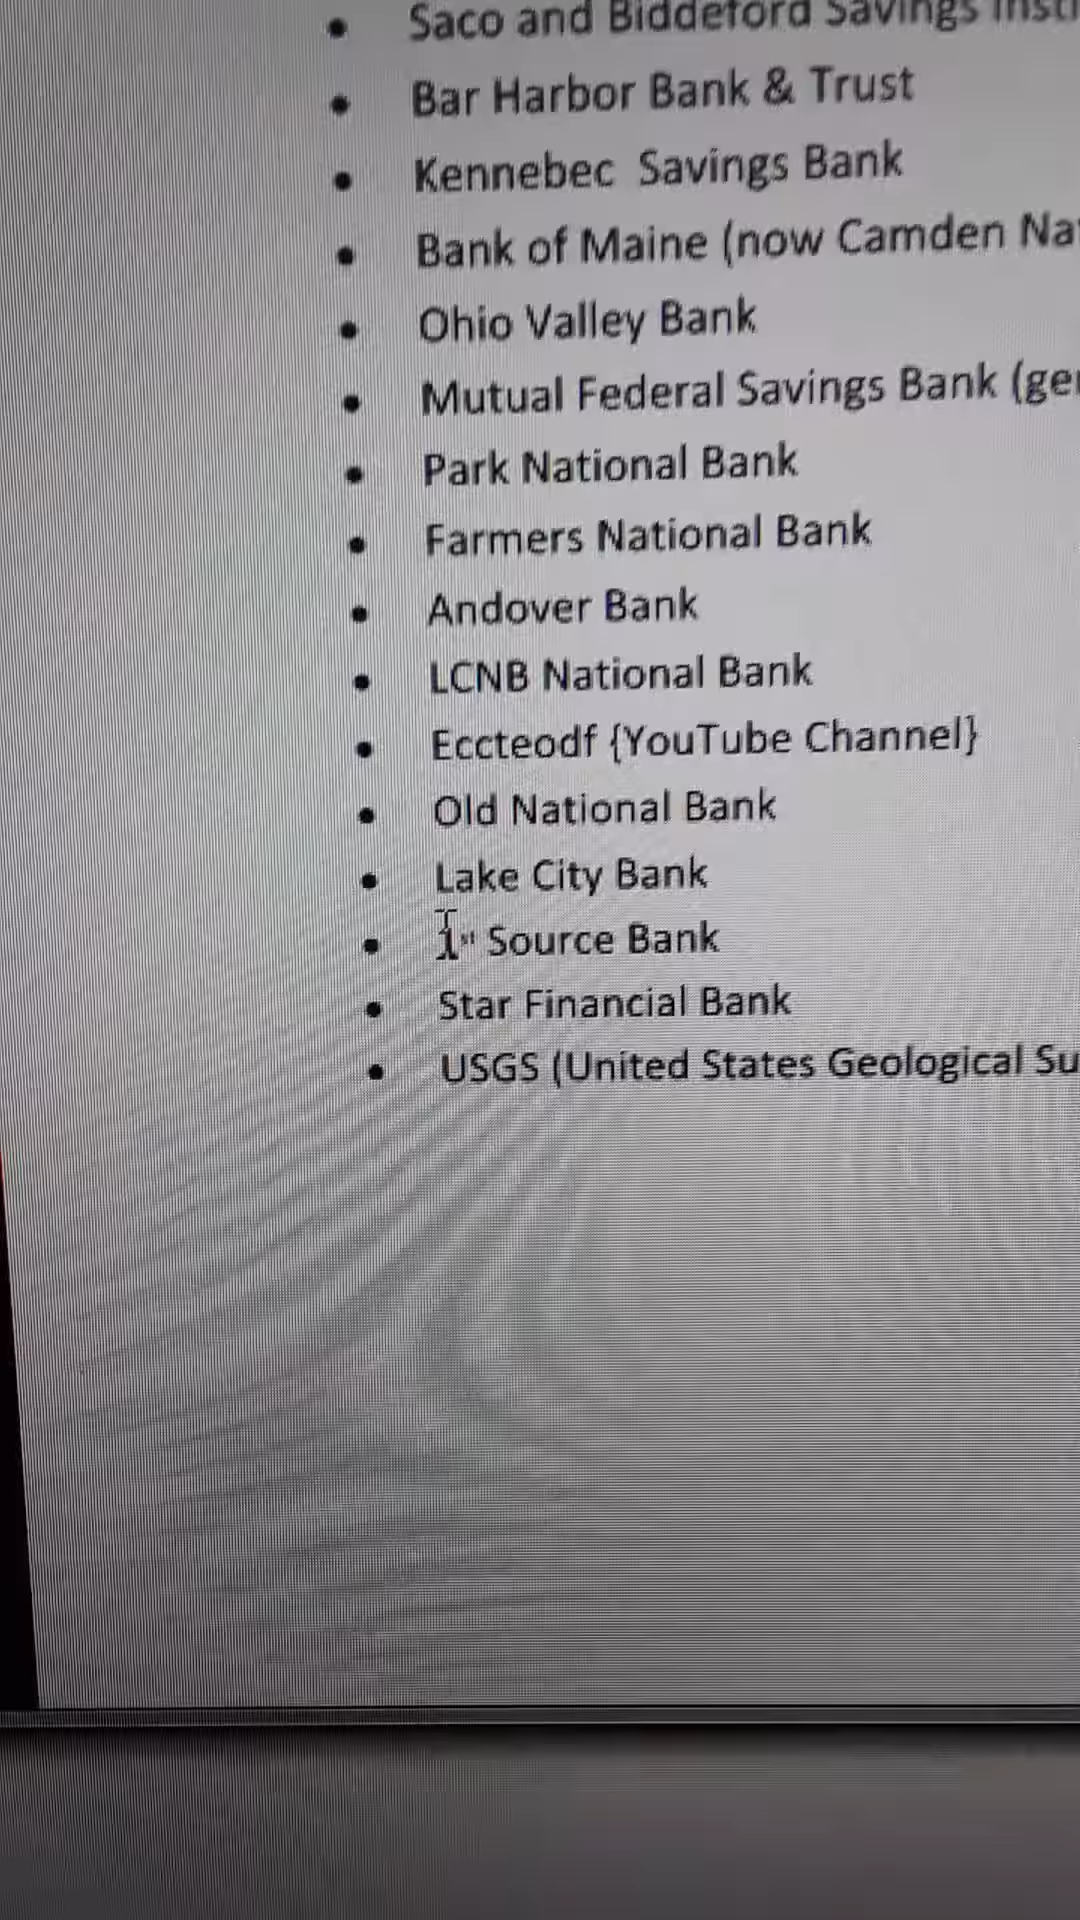 • Saco and Biddeford Savings
• Bar Harbor Bank & Trust
• Kennebec Savings Bank
• Bank of Maine (now Camden
• Ohio Valley Bank
• Mutual Federal Savings Bank
• Park National Bank
• Farmers National Bank
• Andover Bank
• LCNB National Bank
• Eccteodf {YouTube Channel}
• Old National Bank
• Lake City Bank
• 1st Source Bank
• Star Financial Bank
• USGS (United States Geological